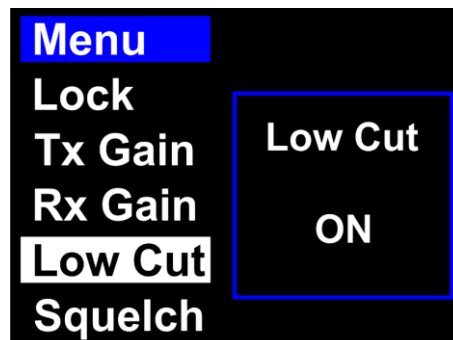 Menu
Lock
Tx Gain
Rx Gain
Low Cut
Squelch
Low Cut
ON